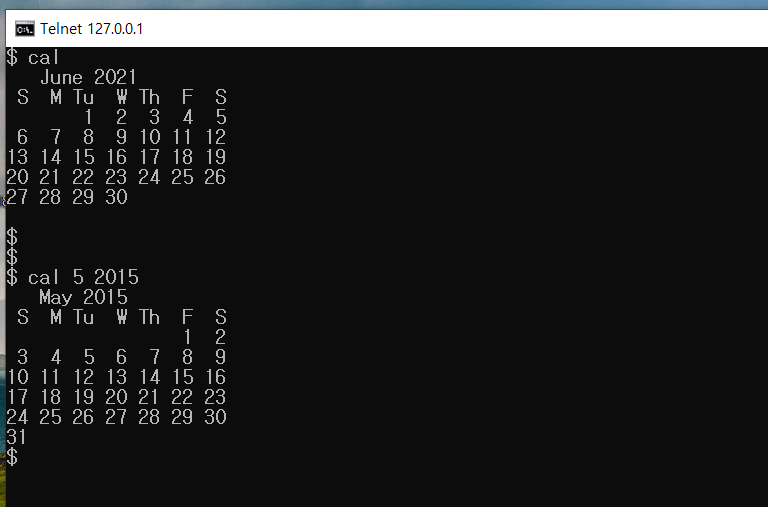 Telnet 127.0.0.1
$ cal
   June 2021
 S  M Tu  W Th  F  S
       1  2  3  4  5
 6  7  8  9 10 11 12
13 14 15 16 17 18 19
20 21 22 23 24 25 26
27 28 29 30
$
$
$ cal 5 2015
   May 2015
 S  M Tu  W Th  F  S
                1  2
 3  4  5  6  7  8  9
10 11 12 13 14 15 16
17 18 19 20 21 22 23
24 25 26 27 28 29 30
31
$